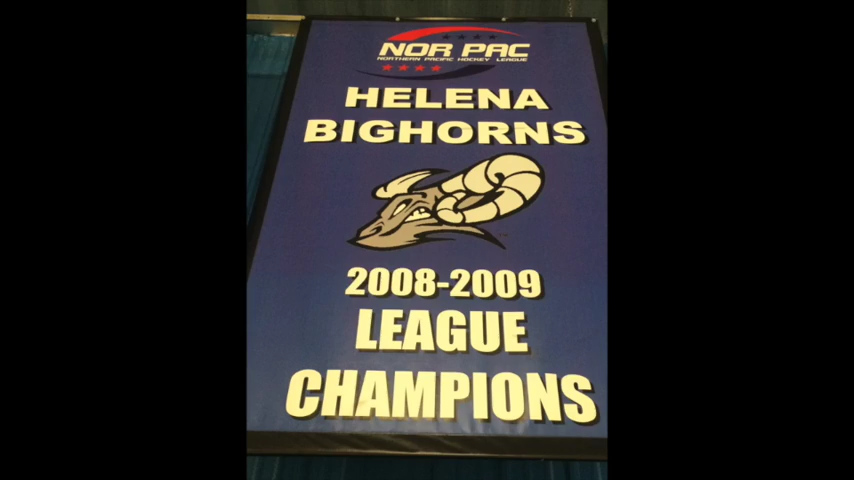 NOR PAC
NORTHERN PACIFIC HOCKEY LEAGUE
HELENA
BIGHORNS
2008-2009
LEAGUE
CHAMPIONS